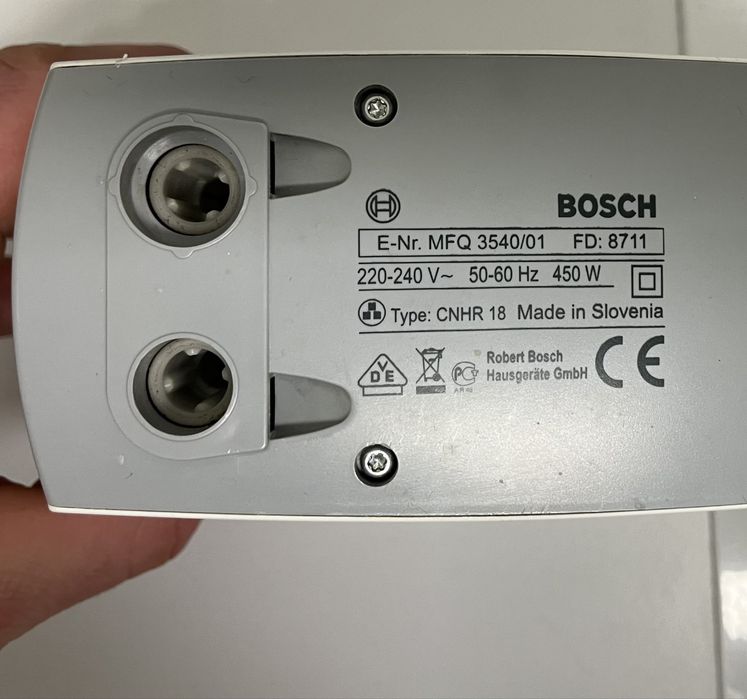 BOSCH
E-Nr. MFQ 3540/01 FD: 8711
220-240 V~ 50-60 Hz 450 W
Type: CNHR 18 Made in Slovenia
VDE
Robert Bosch
Hausgeräte GmbH
CE